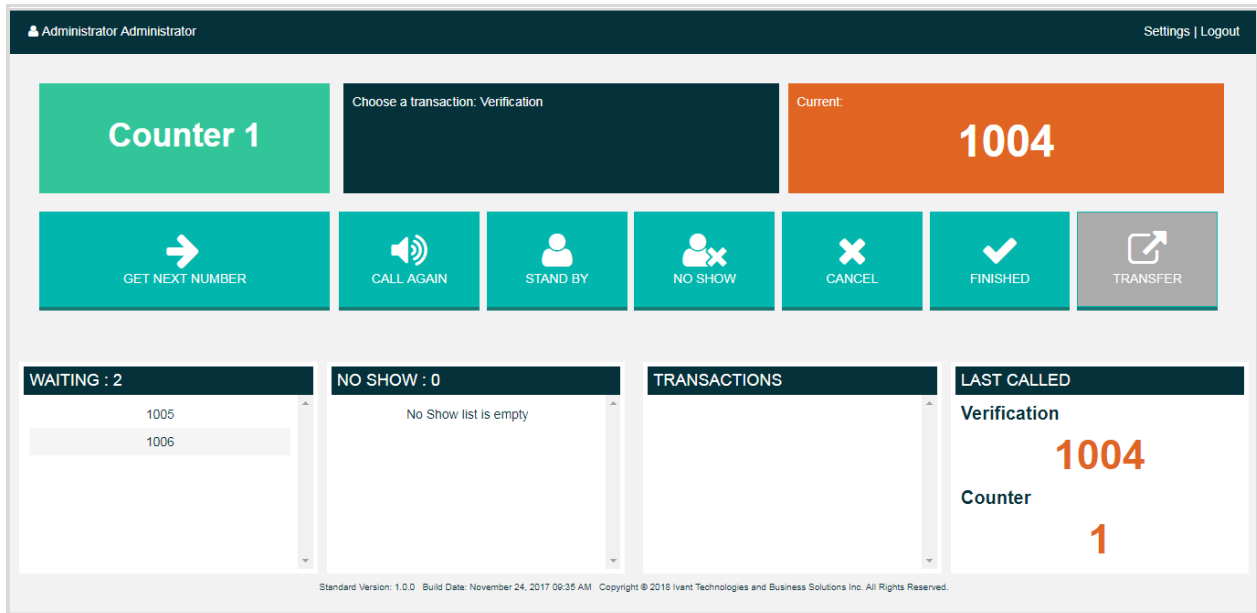 Administrator Administrator
Settings | Logout
Counter 1
Choose a transaction: Verification
Current:
1004
GET NEXT NUMBER
CALL AGAIN
STAND BY
NO SHOW
CANCEL
FINISHED
TRANSFER
WAITING : 2
1005
1006
NO SHOW : 0
No Show list is empty
TRANSACTIONS
LAST CALLED
Verification
1004
Counter
1
Standard Version: 1.0.0 Build Date: November 24, 2017 09:35 AM Copyright © 2018 Ivant Technologies and Business Solutions Inc. All Rights Reserved.